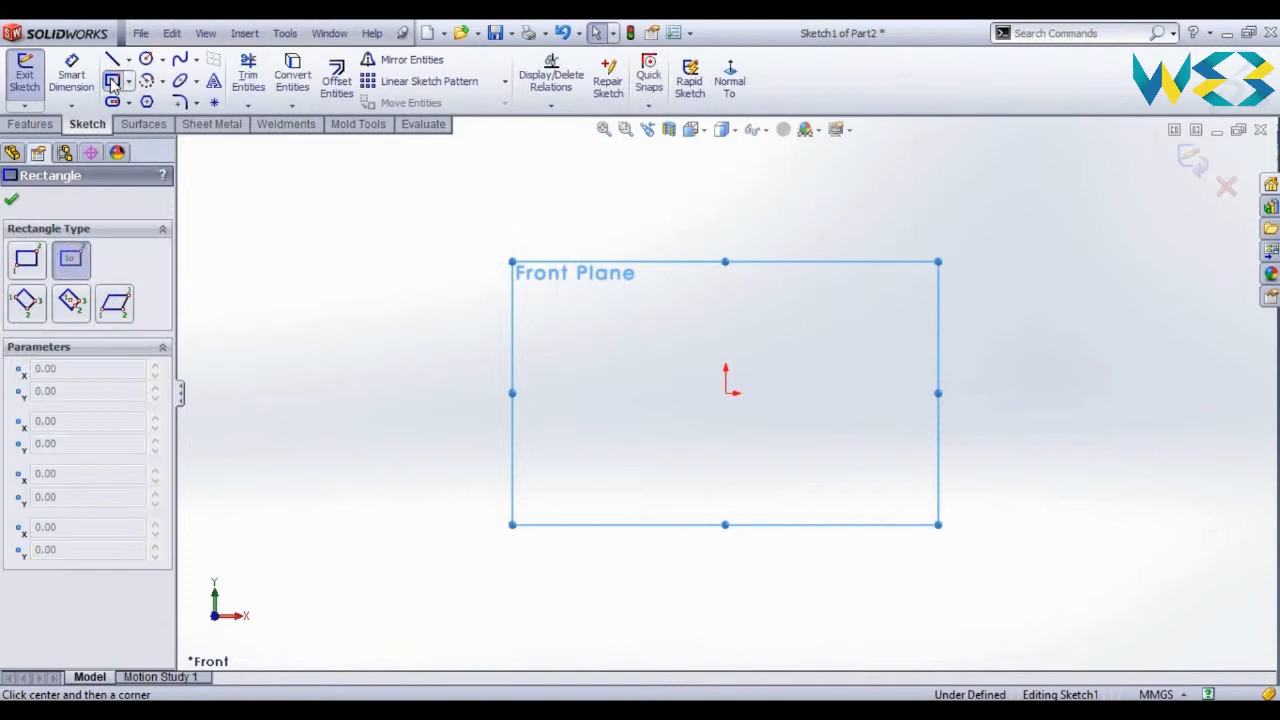 SOLIDWORKS File Edit View Insert Tools Window Help Sketch1 of Part2 * Search Commands
Exit Sketch
Smart Dimension
Trim Entities
Convert Entities
Offset Entities
Mirror Entities
Linear Sketch Pattern
Move Entities
Display/Delete Relations
Repair Sketch
Quick Snaps
Rapid Sketch
Normal To
Features Sketch Surfaces Sheet Metal Weldments Mold Tools Evaluate
Rectangle ?
Rectangle Type
Parameters
0.00
0.00
0.00
0.00
0.00
0.00
0.00
0.00
Front Plane
Y
X
*Front
Model Motion Study 1
Click center and then a corner Under Defined Editing Sketch1 MMGS